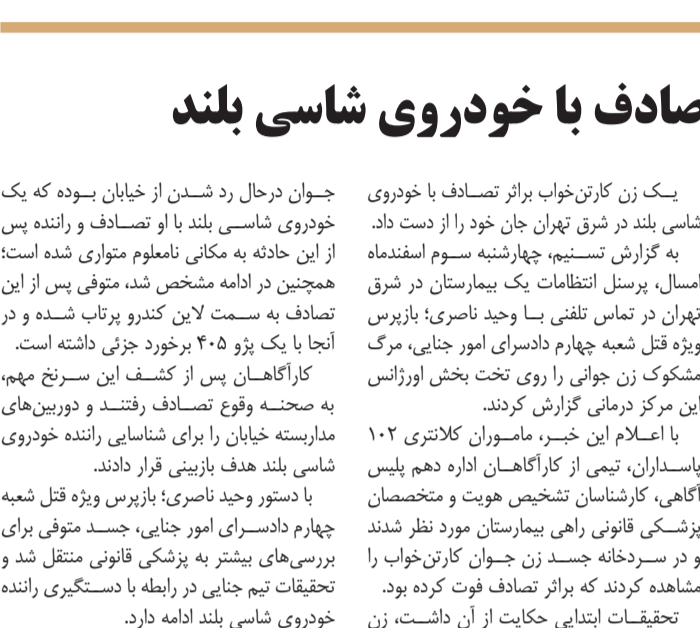 صادف با خودروی شاسی بلند
یک زن کارتن‌خواب براثر تصادف با خودروی
شاسی بلند در شرق تهران جان خود را از دست داد.
به گزارش تسنیم، چهارشنبه سوم اسفندماه
امسال، پرسنل انتظامات یک بیمارستان در شرق
تهران در تماس تلفنی با وحید ناصری؛ بازپرس
ویژه قتل شعبه چهارم دادسرای امور جنایی، مرگ
مشکوک زن جوانی را روی تخت بخش اورژانس
این مرکز درمانی گزارش کردند.
با اعلام این خبر، ماموران کلانتری ۱۰۲
پاسداران، تیمی از کارآگاهان اداره دهم پلیس
آگاهی، کارشناسان تشخیص هویت و متخصصان
پزشکی قانونی راهی بیمارستان مورد نظر شدند
و در سردخانه جسد زن جوان کارتن‌خواب را
مشاهده کردند که براثر تصادف فوت کرده بود.
تحقیقات ابتدایی حکایت از آن داشت، زن
جوان درحال رد شدن از خیابان بوده که یک
خودروی شاسی بلند با او تصادف و راننده پس
از این حادثه به مکانی نامعلوم متواری شده است؛
همچنین در ادامه مشخص شد، متوفی پس از این
تصادف به سمت لاین کندرو پرتاب شده و در
آنجا با یک پژو ۴۰۵ برخورد جزئی داشته است.
کارآگاهان پس از کشف این سرنخ مهم،
به صحنه وقوع تصادف رفتند و دوربین‌های
مداربسته خیابان را برای شناسایی راننده خودروی
شاسی بلند هدف بازبینی قرار دادند.
با دستور وحید ناصری؛ بازپرس ویژه قتل شعبه
چهارم دادسرای امور جنایی، جسد متوفی برای
بررسی‌های بیشتر به پزشکی قانونی منتقل شد و
تحقیقات تیم جنایی در رابطه با دستگیری راننده
خودروی شاسی بلند ادامه دارد.